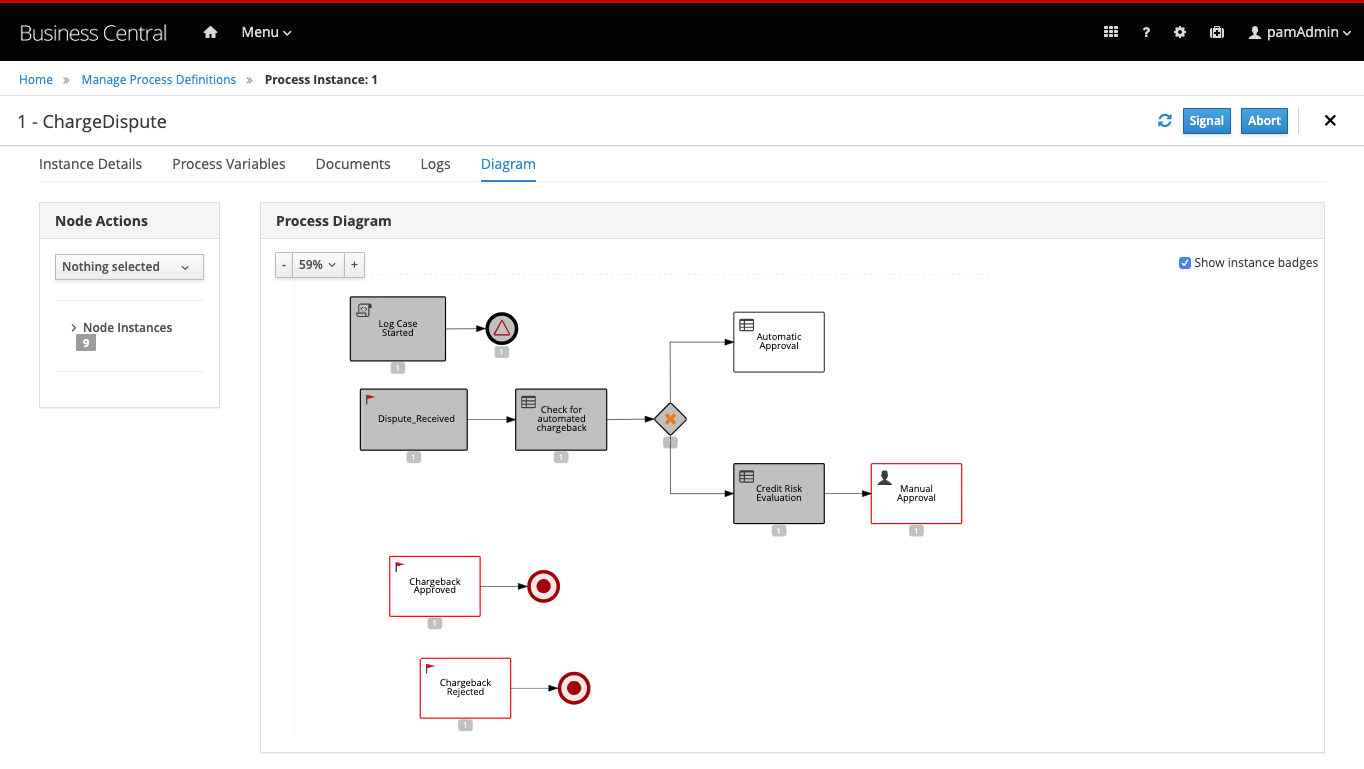 Business Central
Menu
?
pamAdmin
Home » Manage Process Definitions » Process Instance: 1
1 - ChargeDispute
Signal
Abort
Instance Details
Process Variables
Documents
Logs
Diagram
Node Actions
Nothing selected
Node Instances
9
Process Diagram
- 59% +
Show instance badges
Log Case
Started
1
1
Automatic
Approval
Dispute_Received
1
Check for
automated
chargeback
1
Credit Risk
Evaluation
1
Manual
Approval
1
Chargeback
Approved
1
Chargeback
Rejected
1